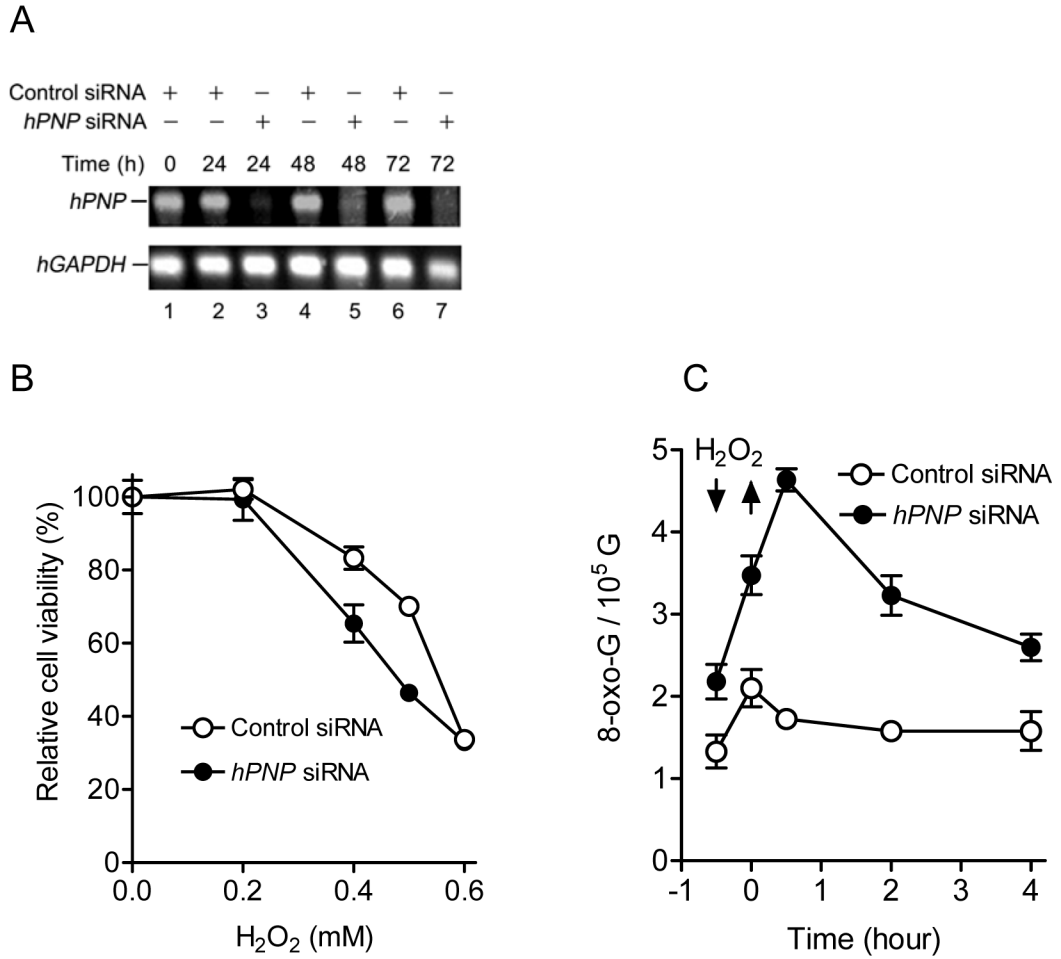 A
Control siRNA + + − + − + −
hPNP siRNA − − + − + − +
Time (h) 0 24 24 48 48 72 72
hPNP
hGAPDH
1 2 3 4 5 6 7
B
Relative cell viability (%)
100
80
60
40
20
0
0.0 0.2 0.4 0.6
H₂O₂ (mM)
Control siRNA
hPNP siRNA
C
8-oxo-G / 10⁵ G
5
4
3
2
1
0
-1 0 1 2 3 4
Time (hour)
H₂O₂
Control siRNA
hPNP siRNA